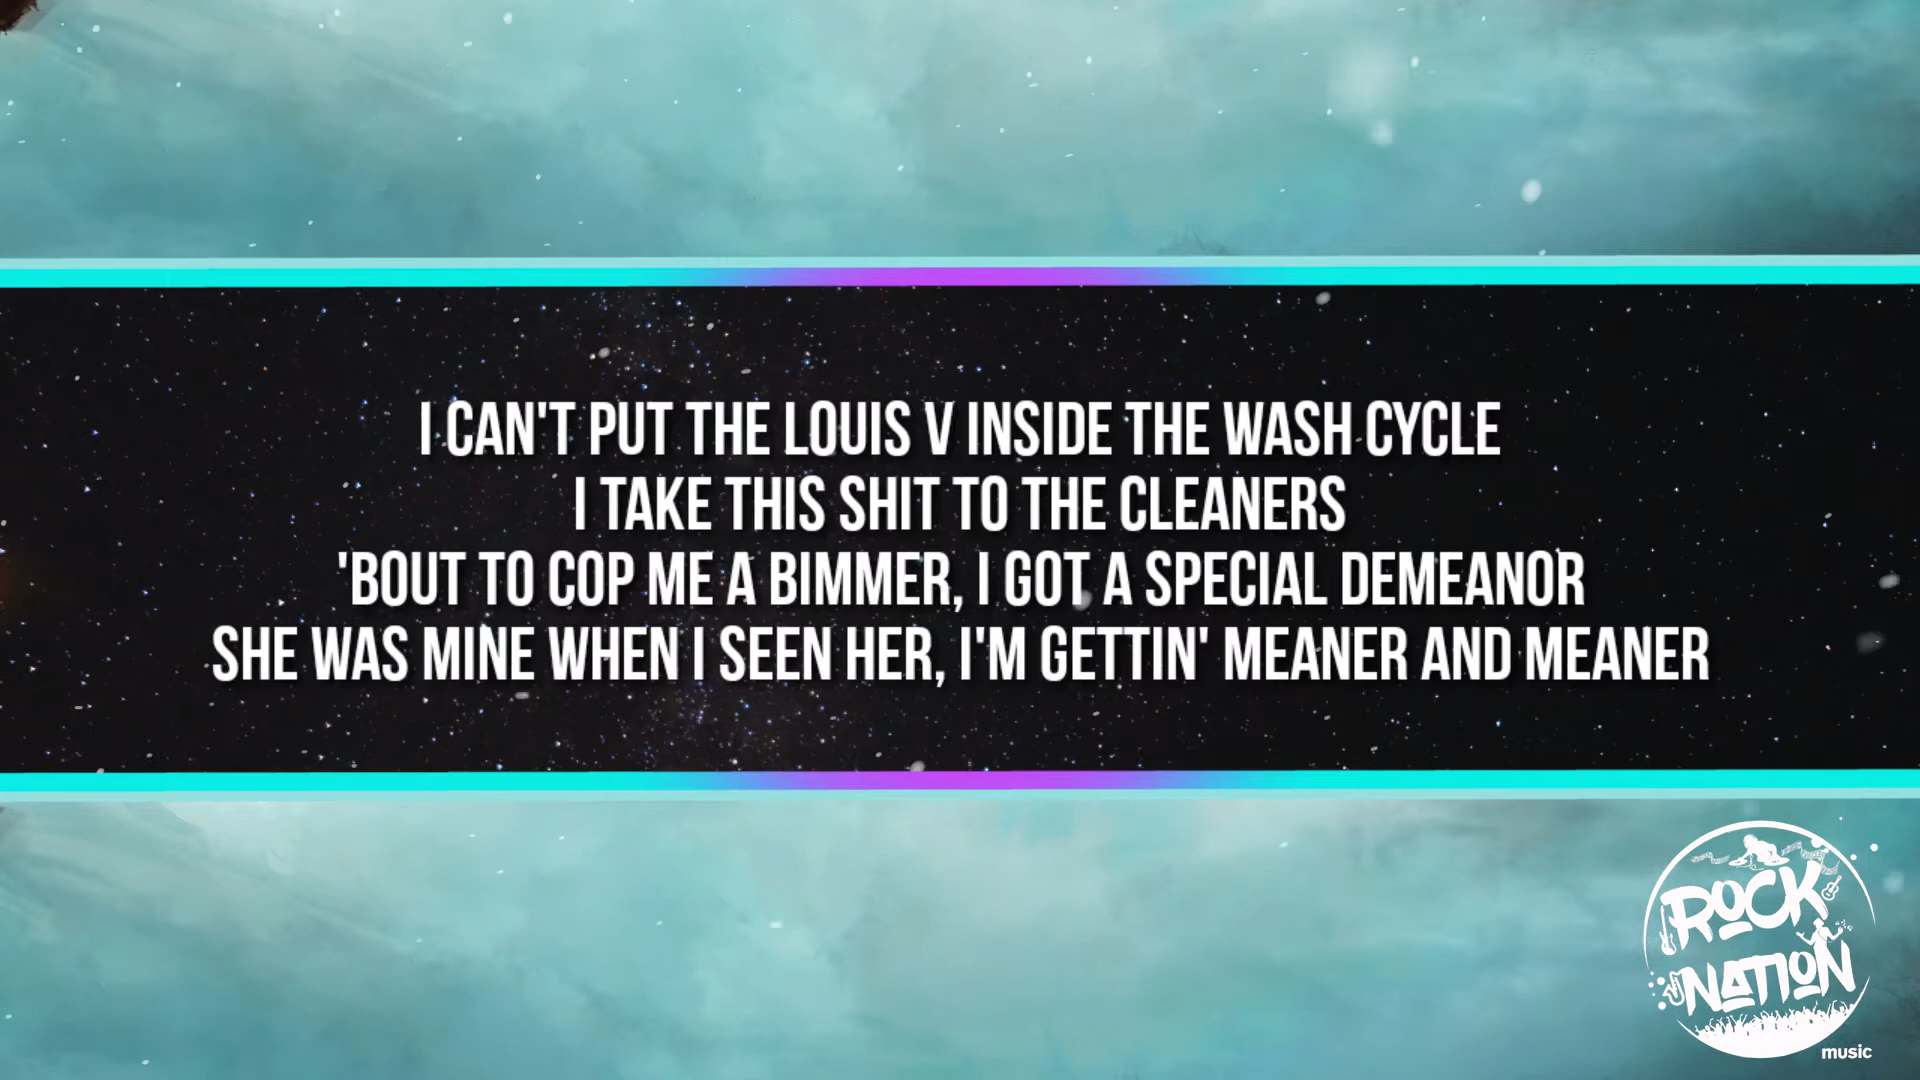 I CAN'T PUT THE LOUIS V INSIDE THE WASH CYCLE
I TAKE THIS SHIT TO THE CLEANERS
'BOUT TO COP ME A BIMMER, I GOT A SPECIAL DEMEANOR
SHE WAS MINE WHEN I SEEN HER, I'M GETTIN' MEANER AND MEANER
ROCK
NATION
music